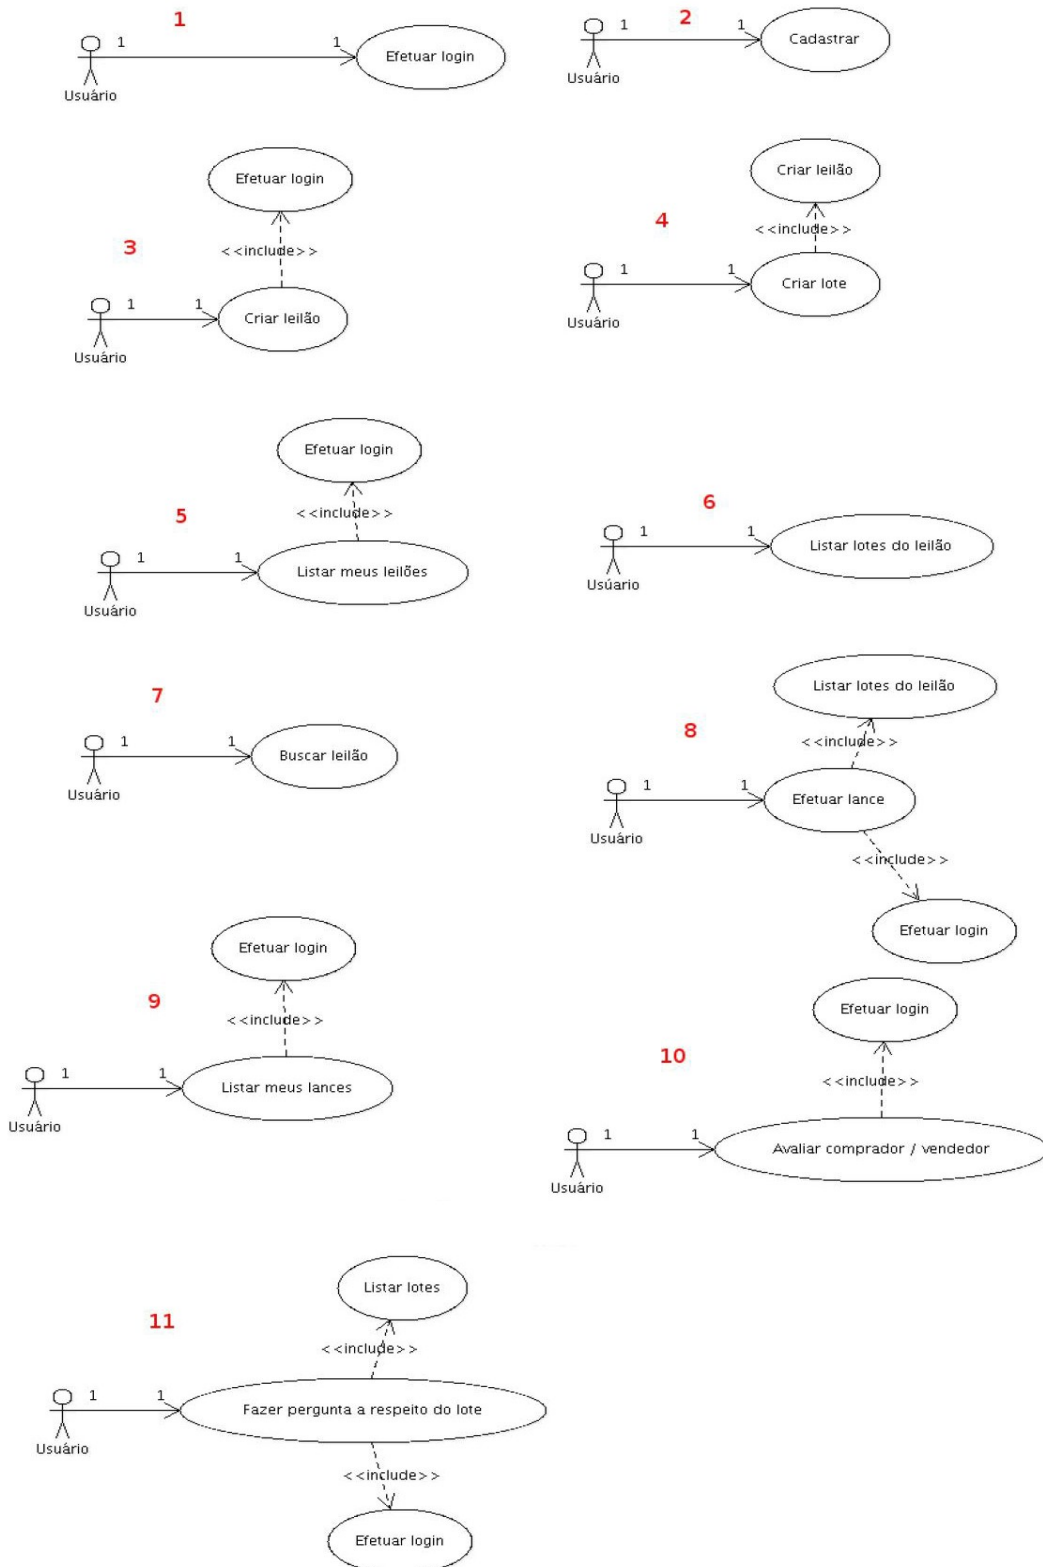 1
1
1
Efetuar login
Usuário
2
1
1
Cadastrar
Usuário
Efetuar login
<<include>>
3
1
1
Criar leilão
Usuário
Criar leilão
<<include>>
4
1
1
Criar lote
Usuário
Efetuar login
<<include>>
5
1
1
Listar meus leilões
Usuário
6
1
1
Listar lotes do leilão
Usúario
7
1
1
Buscar leilão
Usuário
Listar lotes do leilão
<<include>>
8
1
1
Efetuar lance
Usuário
<<include>>
Efetuar login
Efetuar login
<<include>>
9
1
1
Listar meus lances
Usuário
Efetuar login
<<include>>
10
1
1
Avaliar comprador / vendedor
Usuário
Listar lotes
<<include>>
11
1
1
Fazer pergunta a respeito do lote
Usuário
<<include>>
Efetuar login